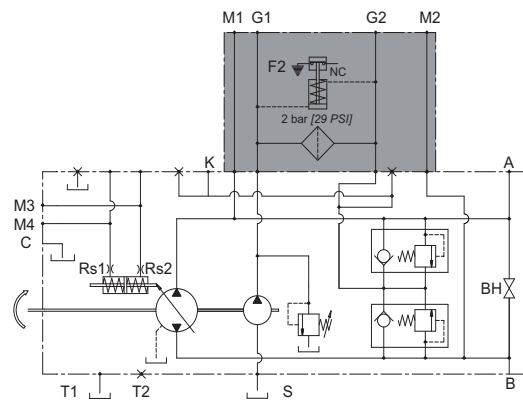 M1 G1 G2 M2
F2
NC
2 bar [29 PSI]
K A
M3
M4
C
Rs1 Rs2
BH
T1 T2 S B